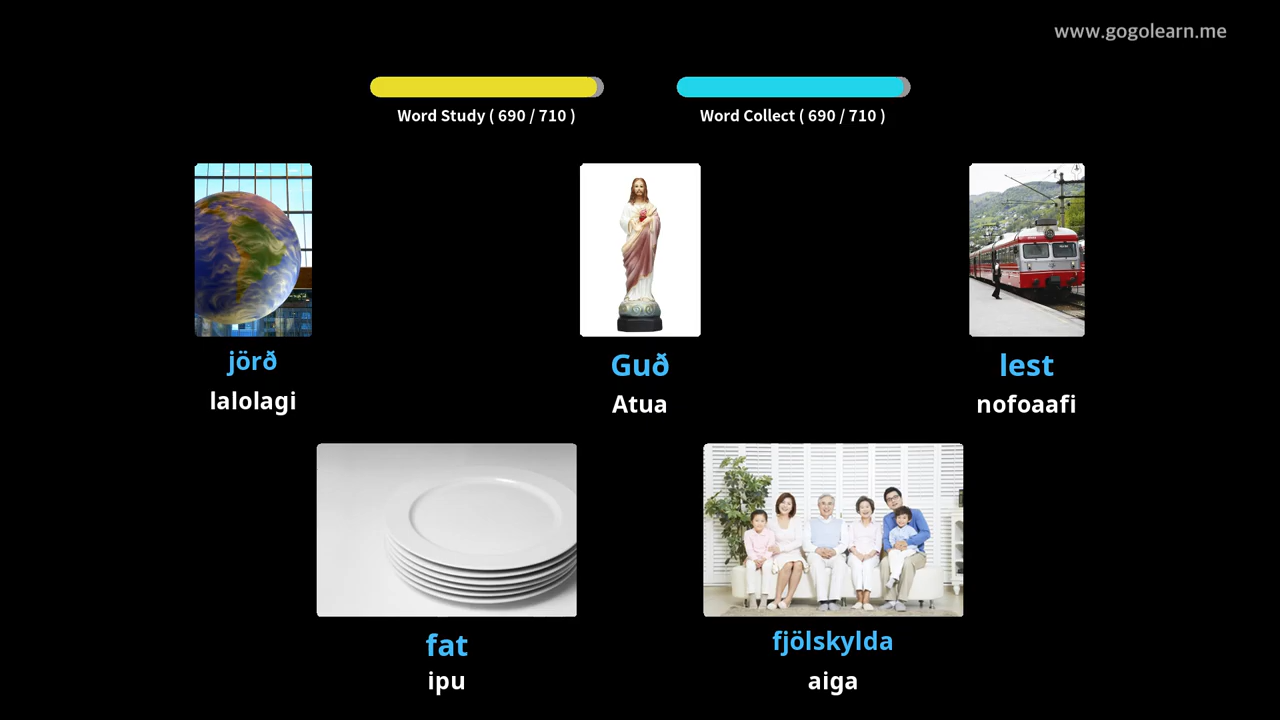 www.gogolearn.me
Word Study ( 690 / 710 )
Word Collect ( 690 / 710 )
jörð
lalolagi
Guð
Atua
lest
nofoaafi
fat
ipu
fjölskylda
aiga